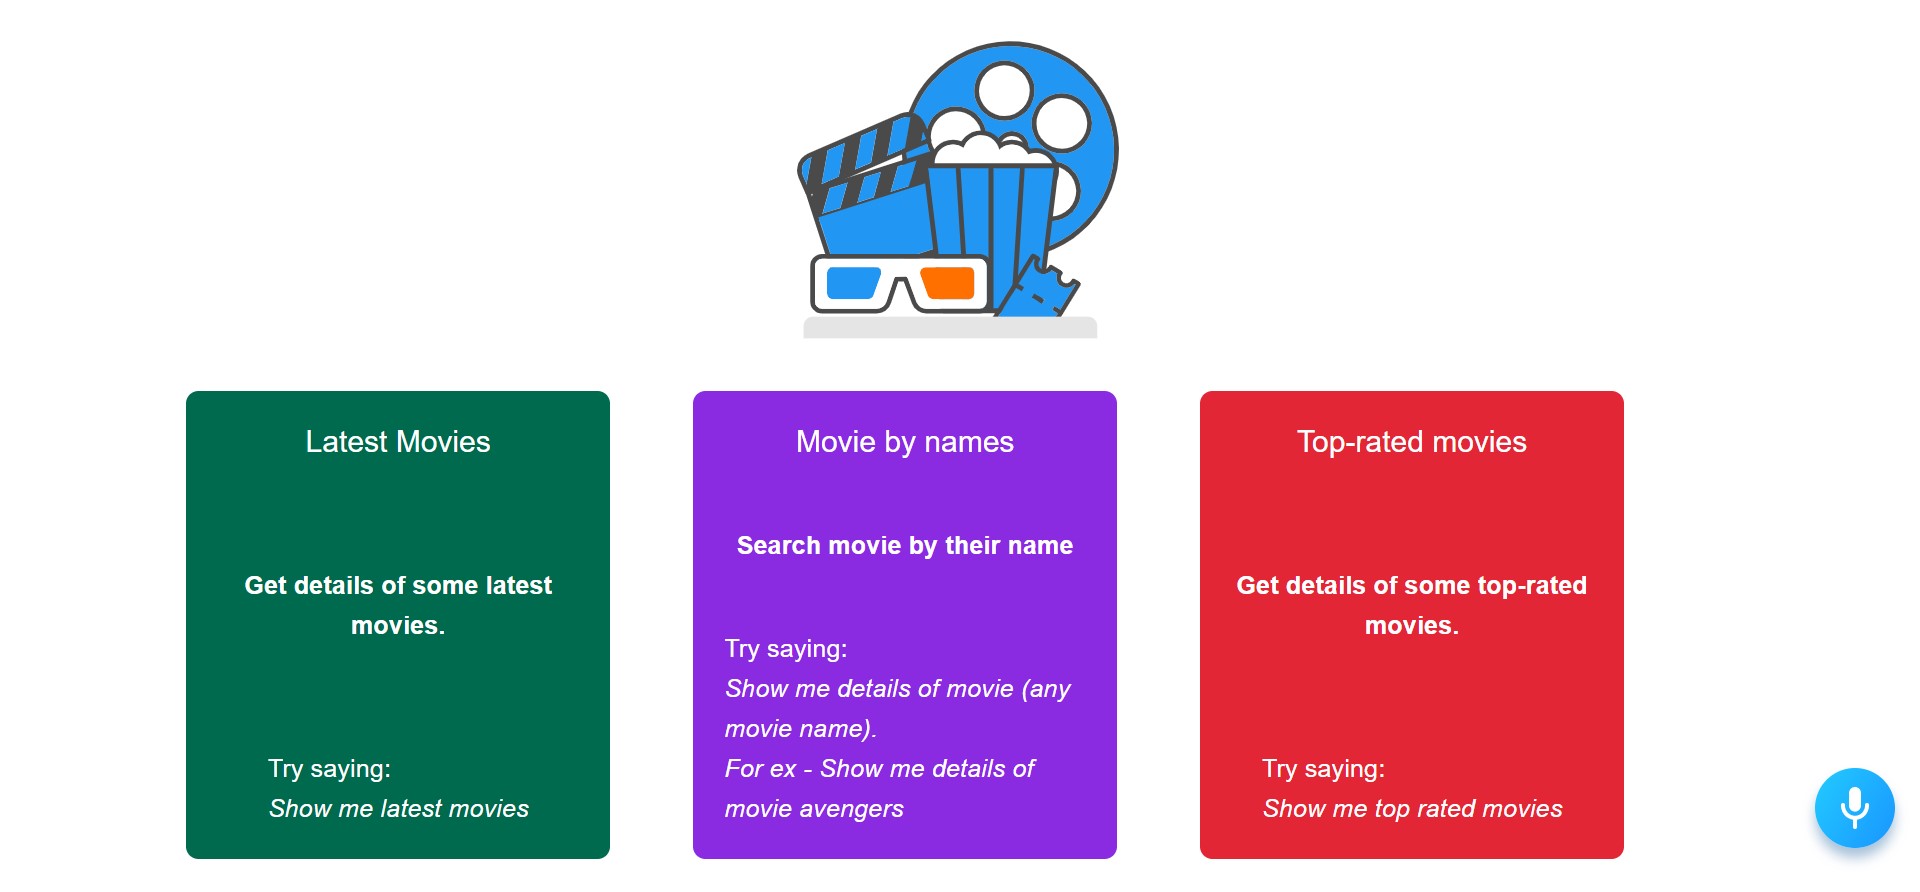 Latest Movies
Get details of some latest
movies.
Try saying:
Show me latest movies
Movie by names
Search movie by their name
Try saying:
Show me details of movie (any
movie name).
For ex - Show me details of
movie avengers
Top-rated movies
Get details of some top-rated
movies.
Try saying:
Show me top rated movies